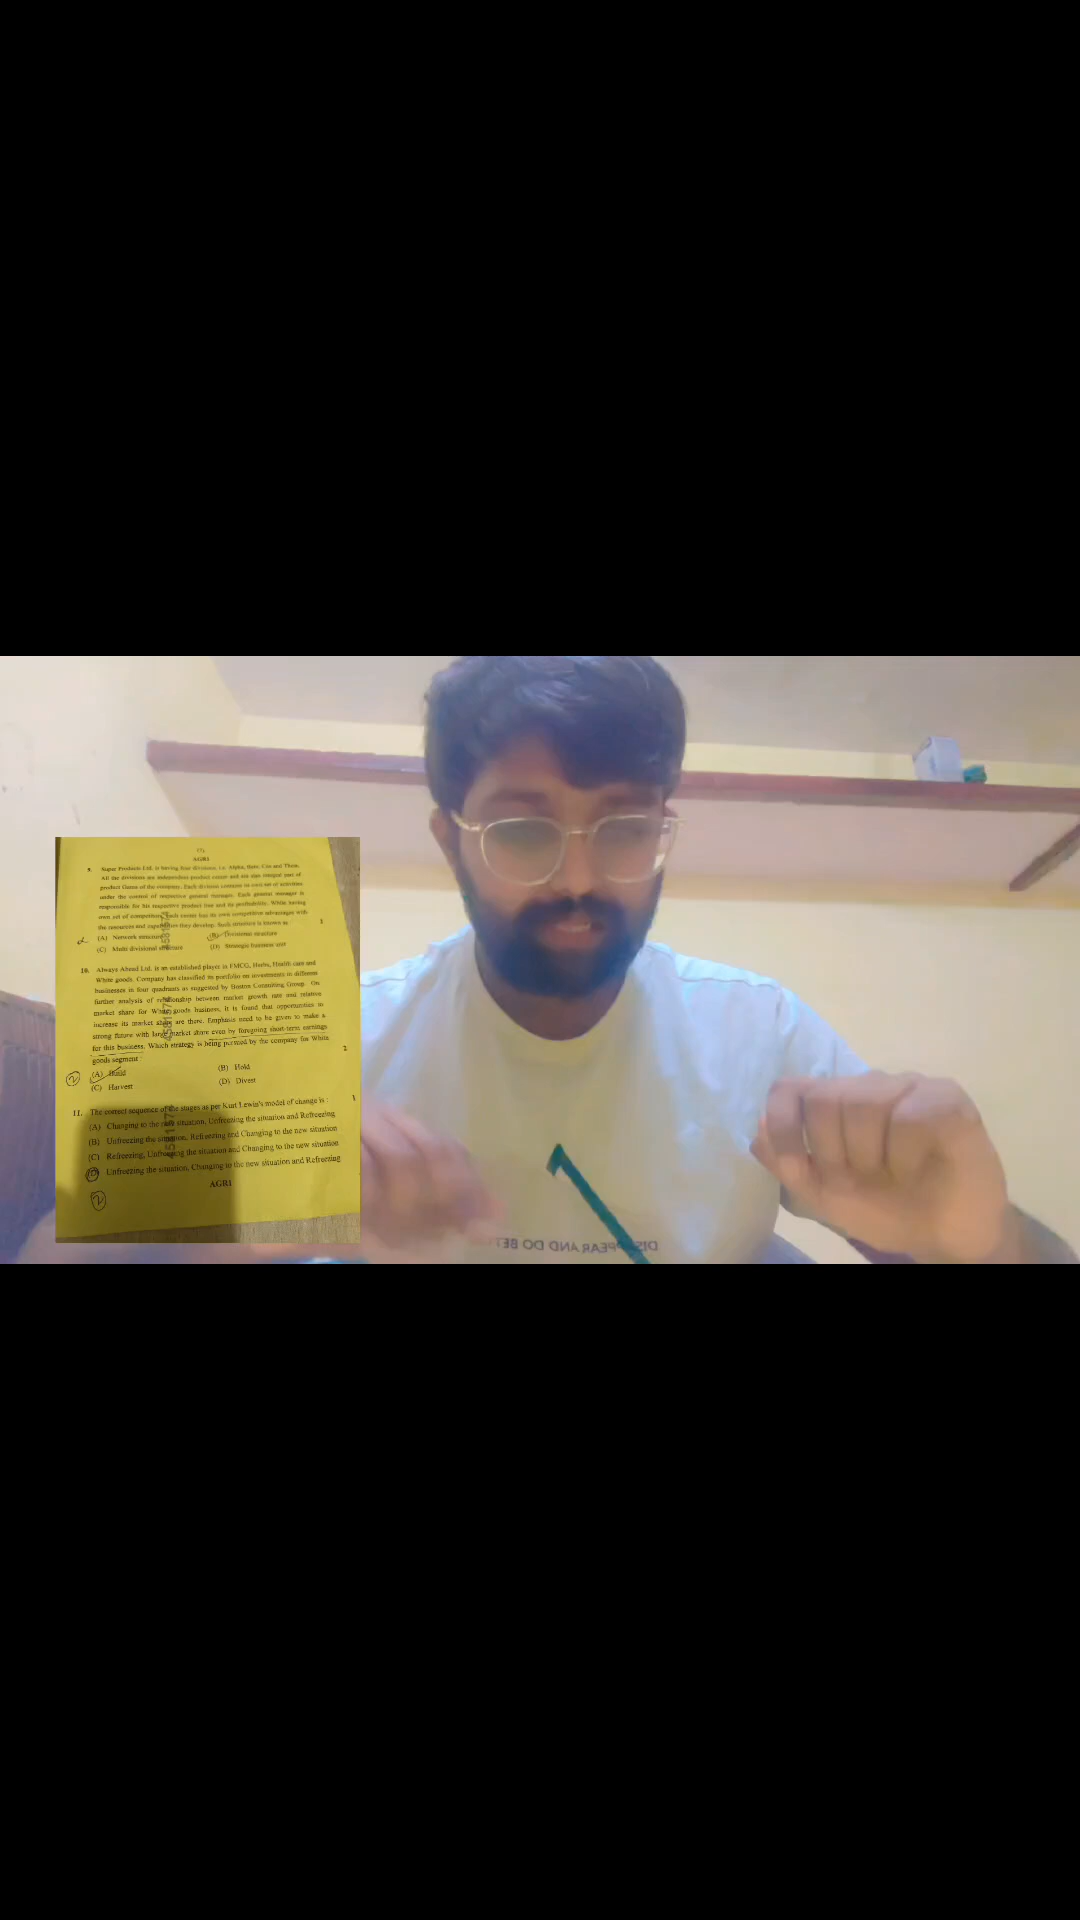 AGR1
9. Super Products Ltd. is having four divisions, i.e. Alpha, Beta, Cita and Theta.
All the divisions are independent product center and are also integral part of
product Game of the company. Each division contains its own set of activities
under the control of respective general manager. Each general manager is
responsible for his respective product line and its profitability. While having
own set of competitors, each center has its own competitive advantages with
the resources and they develop. Such structure is known as 1
(A) Network structure (B) Divisional structure
(C) Multi divisional structure (D) Strategic business unit
10. Always Ahead Ltd. is an established player in FMCG, Herbs, Health care and
White goods. Company has classified its portfolio on investments in different
businesses in four quadrants as suggested by Boston Consulting Group. On
further analysis of relationship between market growth rate and relative
market share for White goods business, it is found that opportunities to
increase its market share are there. Emphasis need to be given to make a
strong future with large market share even by foregoing short-term earnings
for this business. Which strategy is being pursued by the company for White
goods segment : 2
2 (A) Build (B) Hold
(C) Harvest (D) Divest
11. The correct sequence of the stages as per Kurt Lewin's model of change is : 1
(A) Changing to the new situation, Unfreezing the situation and Refreezing
(B) Unfreezing the situation, Refreezing and Changing to the new situation
(C) Refreezing, Unfreezing the situation and Changing to the new situation
(D) Unfreezing the situation, Changing to the new situation and Refreezing
2
AGR1
DISAPPEAR AND DO BET